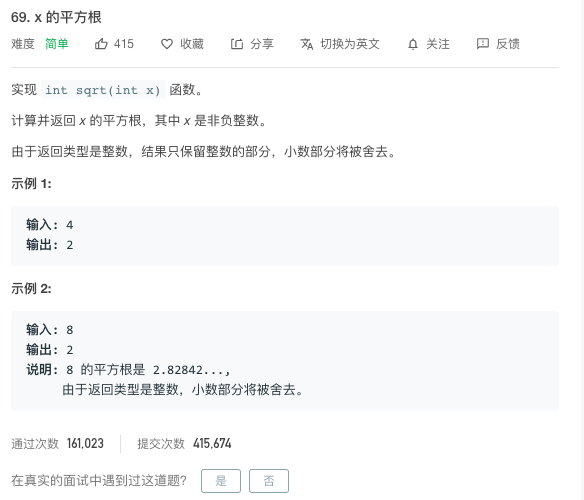 69. x 的平方根
难度 简单 415 收藏 分享 切换为英文 关注 反馈
实现 int sqrt(int x) 函数。
计算并返回 x 的平方根，其中 x 是非负整数。
由于返回类型是整数，结果只保留整数的部分，小数部分将被舍去。
示例 1:
输入: 4
输出: 2
示例 2:
输入: 8
输出: 2
说明: 8 的平方根是 2.82842...,
由于返回类型是整数，小数部分将被舍去。
通过次数 161,023 提交次数 415,674
在真实的面试中遇到过这道题? 是 否